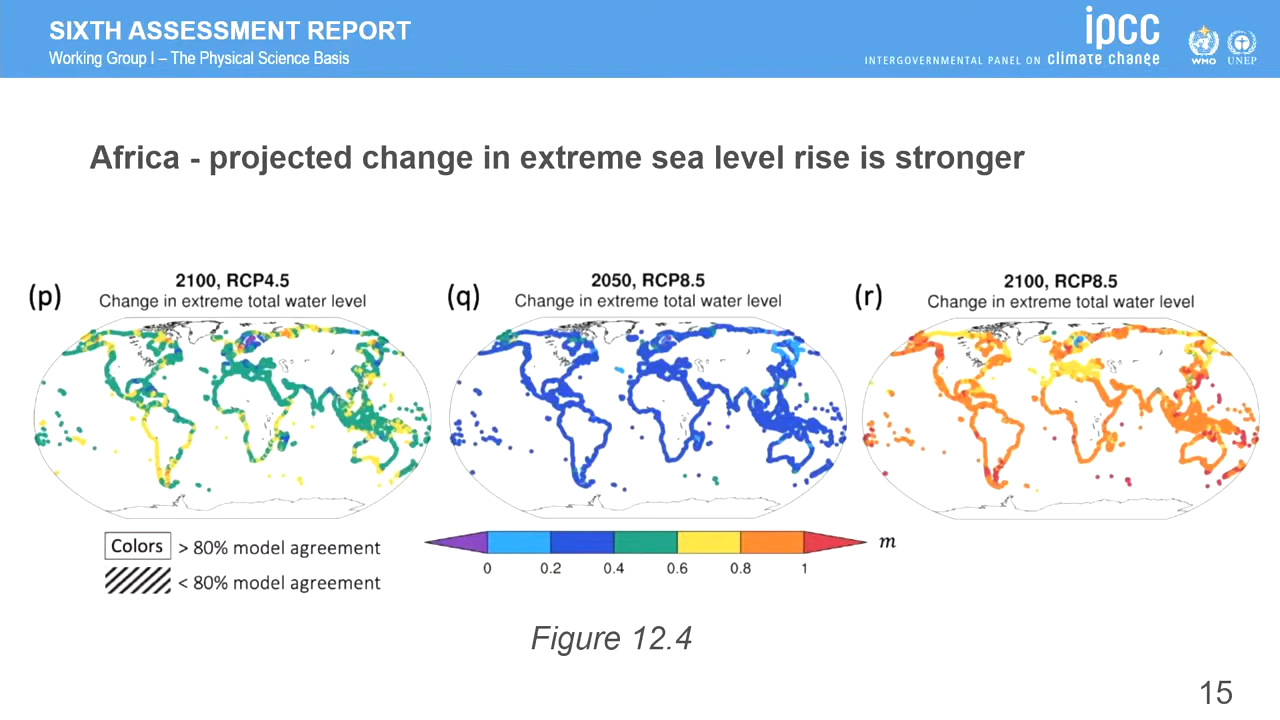 SIXTH ASSESSMENT REPORT
Working Group I – The Physical Science Basis
ipcc
INTERGOVERNMENTAL PANEL ON climate change
WMO
UNEP
Africa - projected change in extreme sea level rise is stronger
(p)
2100, RCP4.5
Change in extreme total water level
(q)
2050, RCP8.5
Change in extreme total water level
(r)
2100, RCP8.5
Change in extreme total water level
Colors > 80% model agreement
< 80% model agreement
0 0.2 0.4 0.6 0.8 1 m
Figure 12.4
15